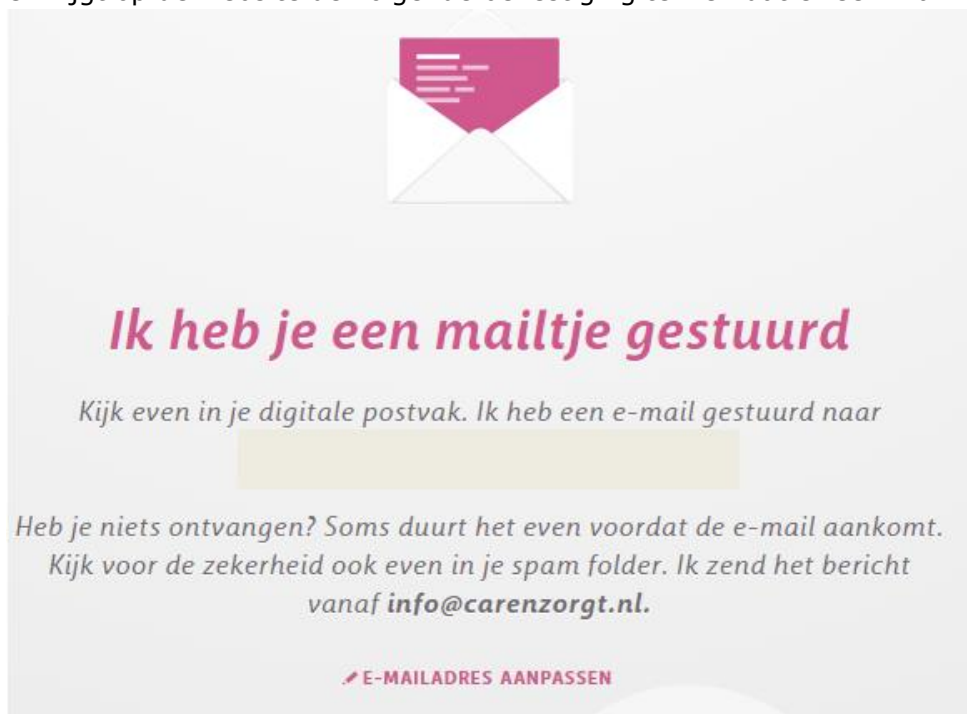 Ik heb je een mailtje gestuurd
Kijk even in je digitale postvak. Ik heb een e-mail gestuurd naar
Heb je niets ontvangen? Soms duurt het even voordat de e-mail aankomt.
Kijk voor de zekerheid ook even in je spam folder. Ik zend het bericht
vanaf info@carenzorgt.nl.
E-MAILADRES AANPASSEN